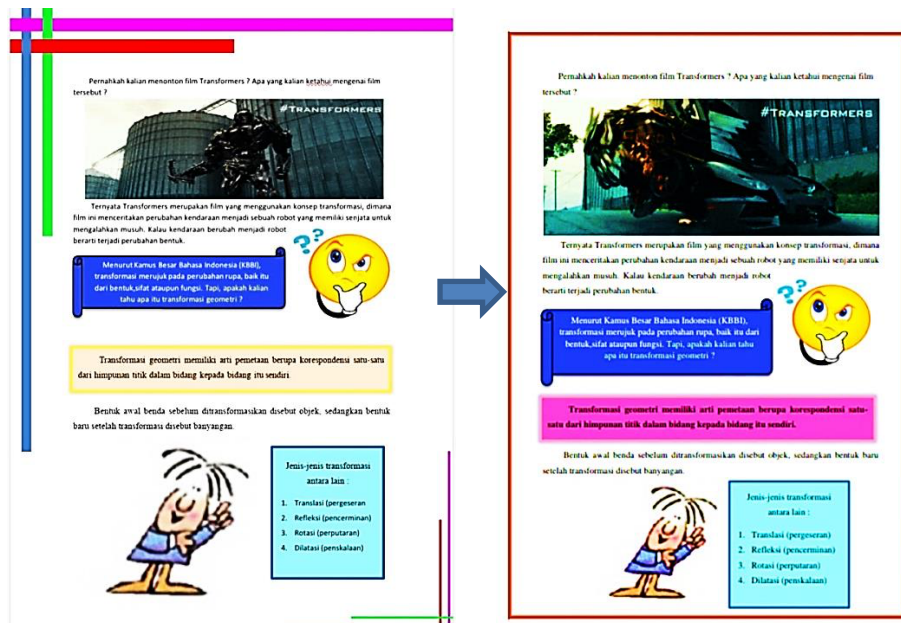 Pernahkah kalian menonton film Transformers ? Apa yang kalian ketahui mengenai film
tersebut ?
#TRANSFORMERS
Ternyata Transformers merupakan film yang menggunakan konsep transformasi, dimana
film ini menceritakan perubahan kendaraan menjadi sebuah robot yang memiliki senjata untuk
mengalahkan musuh. Kalau kendaraan berubah menjadi robot
berarti terjadi perubahan bentuk.
??
Menurut Kamus Besar Bahasa Indonesia (KBBI),
transformasi merujuk pada perubahan rupa, baik itu
dari bentuk,sifat ataupun fungsi. Tapi, apakah kalian
tahu apa itu transformasi geometri ?
Transformasi geometri memiliki arti pemetaan berupa korespondensi satu-satu
dari himpunan titik dalam bidang kepada bidang itu sendiri.
Bentuk awal benda sebelum ditransformasikan disebut objek, sedangkan bentuk
baru setelah transformasi disebut banyangan.
Jenis-jenis transformasi
antara lain :
1. Translasi (pergeseran
2. Refleksi (pencerminan)
3. Rotasi (perputaran)
4. Dilatasi (penskalaan)
Pernahkah kalian menonton film Transformers ? Apa yang kalian ketahui mengenai film
tersebut ?
#TRANSFORMERS
Ternyata Transformers merupakan film yang menggunakan konsep transformasi, dimana
film ini menceritakan perubahan kendaraan menjadi sebuah robot yang memiliki senjata untuk
mengalahkan musuh. Kalau kendaraan berubah menjadi robot
berarti terjadi perubahan bentuk.
??
Menurut Kamus Besar Bahasa Indonesia (KBBI),
transformasi merujuk pada perubahan rupa, baik itu dari
bentuk,sifat ataupun fungsi. Tapi, apakah kalian tahu
apa itu transformasi geometri ?
Transformasi geometri memiliki arti pemetaan berupa korespondensi satu-
satu dari himpunan titik dalam bidang kepada bidang itu sendiri.
Bentuk awal benda sebelum ditransformasikan disebut objek, sedangkan bentuk baru
setelah transformasi disebut banyangan.
Jenis-jenis transformasi
antara lain :
1. Translasi (pergeseran)
2. Refleksi (pencerminan)
3. Rotasi (perputaran)
4. Dilatasi (penskalaan)